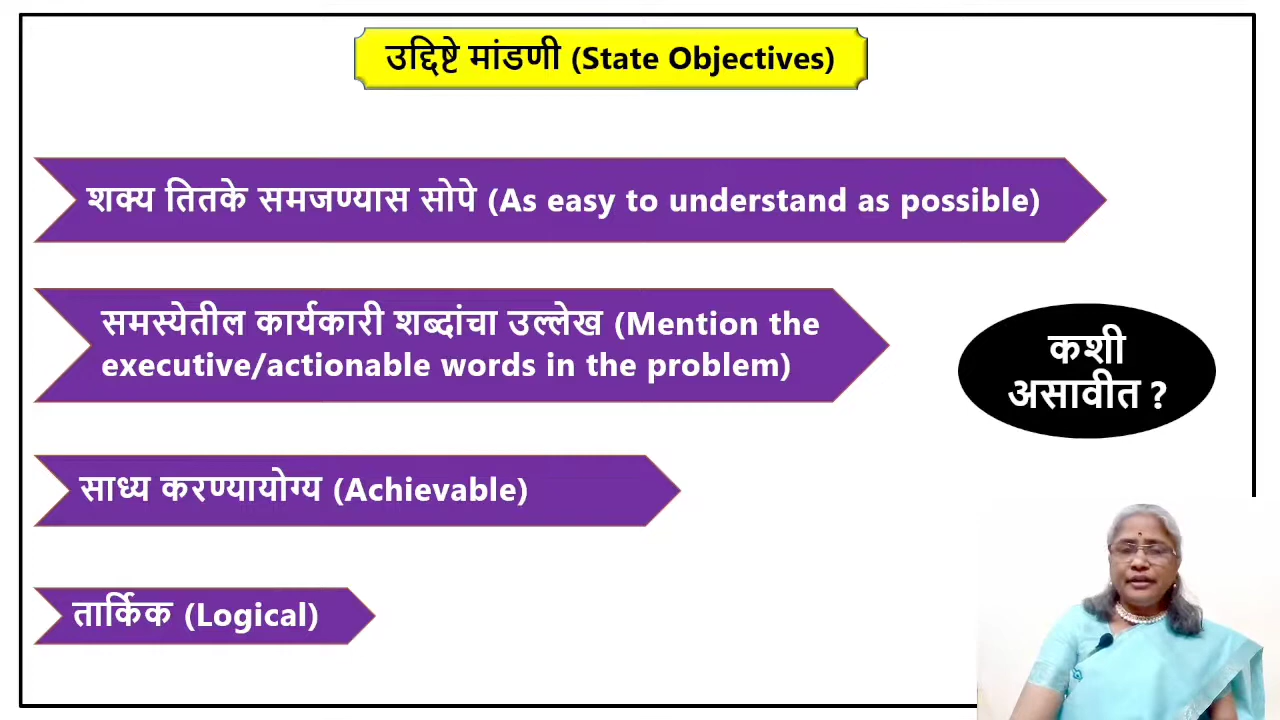 उद्दिष्टे मांडणी (State Objectives)
शक्य तितके समजण्यास सोपे (As easy to understand as possible)
समस्येतील कार्यकारी शब्दांचा उल्लेख (Mention the
executive/actionable words in the problem)
कशी
असावीत ?
साध्य करण्यायोग्य (Achievable)
तार्किक (Logical)